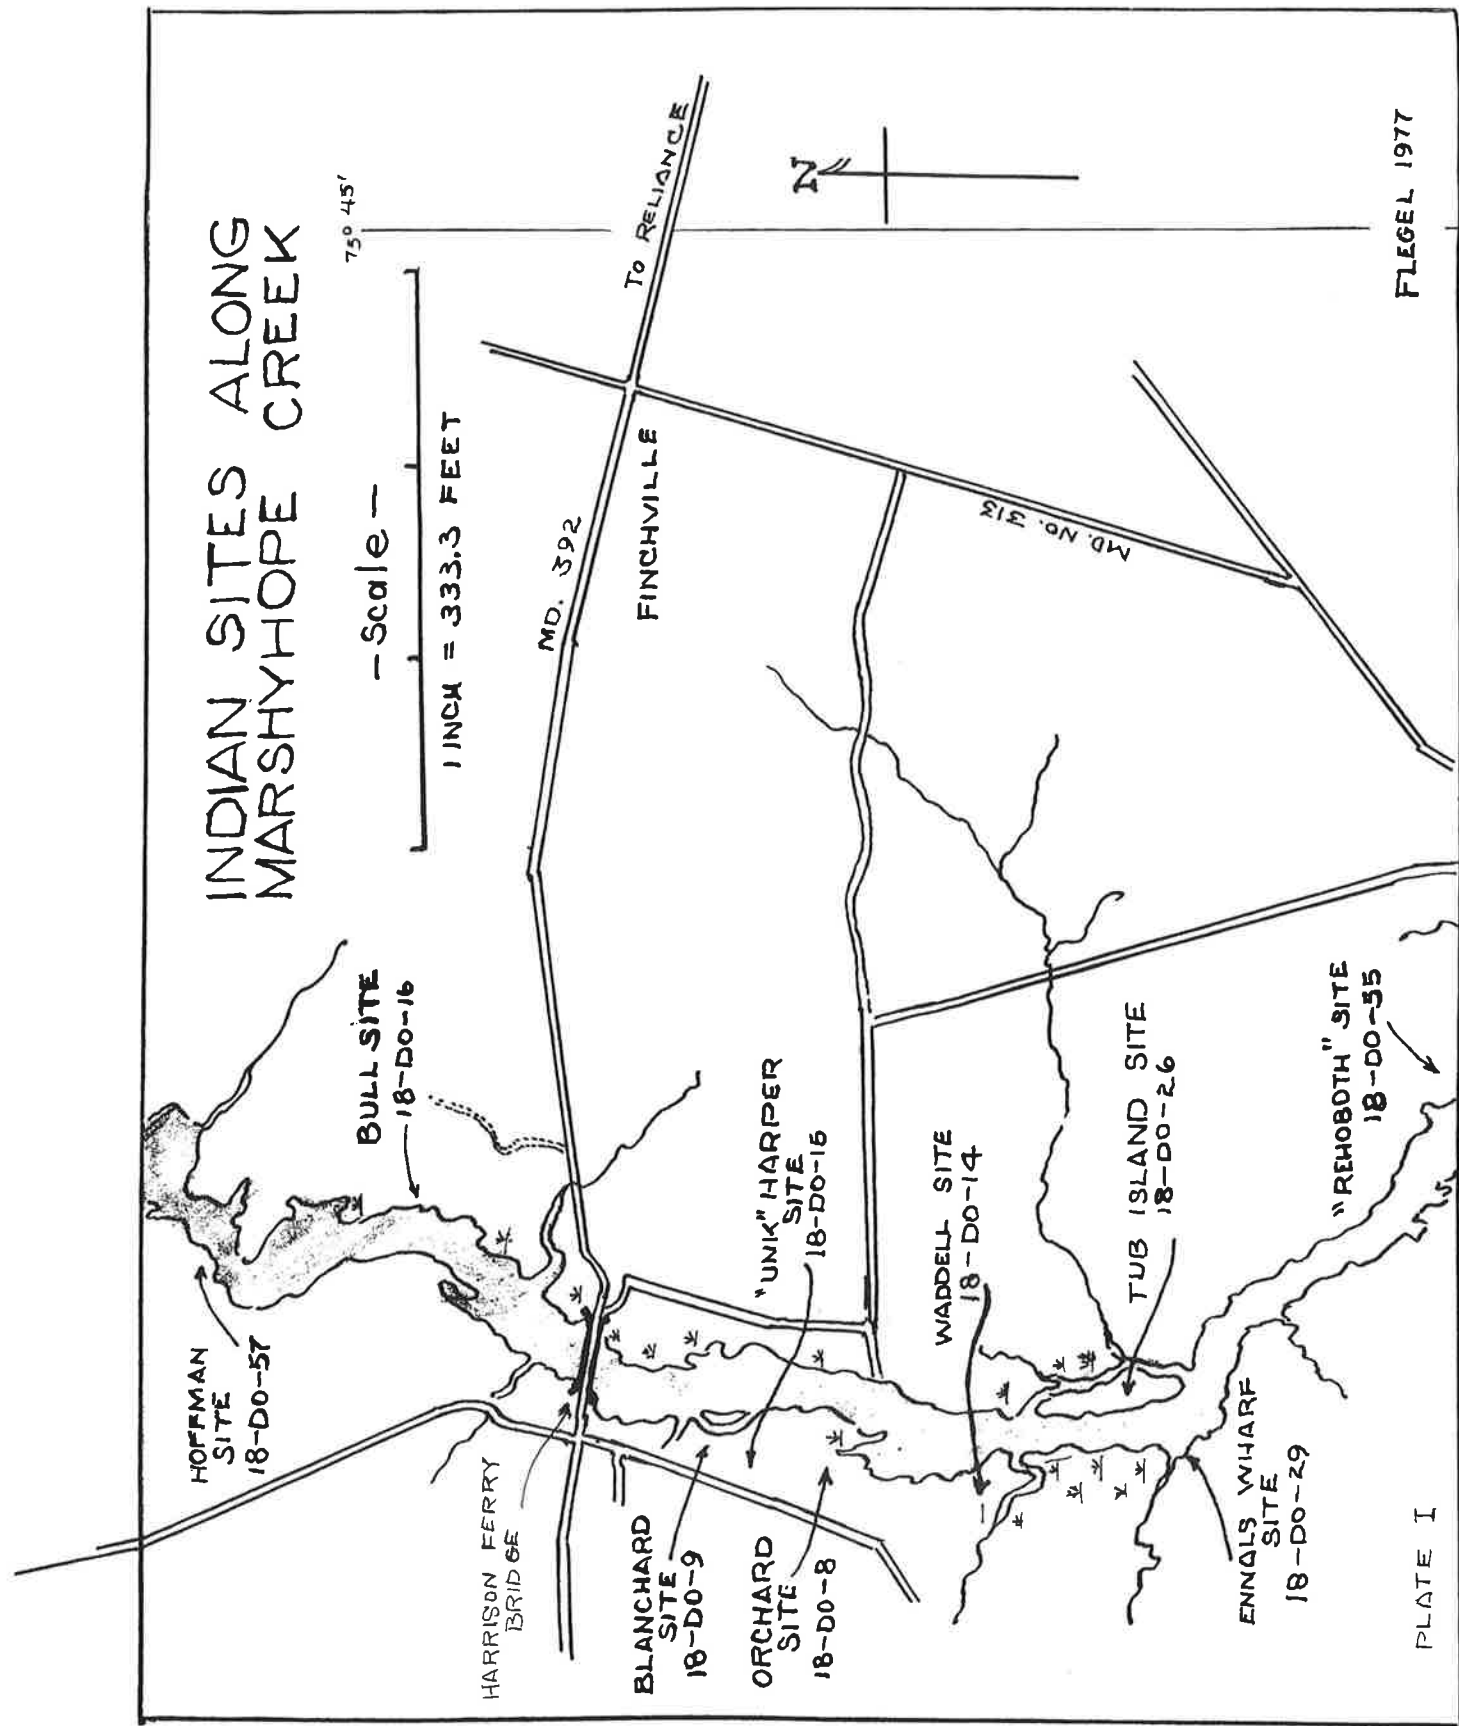 INDIAN SITES ALONG
MARSHYHOPE CREEK
75° 45'
-Scale-
1 INCH = 333.3 FEET
N
TO RELIANCE
MD. 392
FINCHVILLE
MD. NO. 313
BULL SITE
18-DO-16
HOFFMAN
SITE
18-DO-57
HARRISON FERRY
BRIDGE
BLANCHARD
SITE
18-DO-9
"UNIK" HARPER
SITE
18-DO-15
ORCHARD
SITE
18-DO-8
WADDELL SITE
18-DO-14
TUB ISLAND SITE
18-DO-26
ENNALS WHARF
SITE
18-DO-29
"REHOBOTH" SITE
18-DO-35
PLATE I
FLEGEL 1977